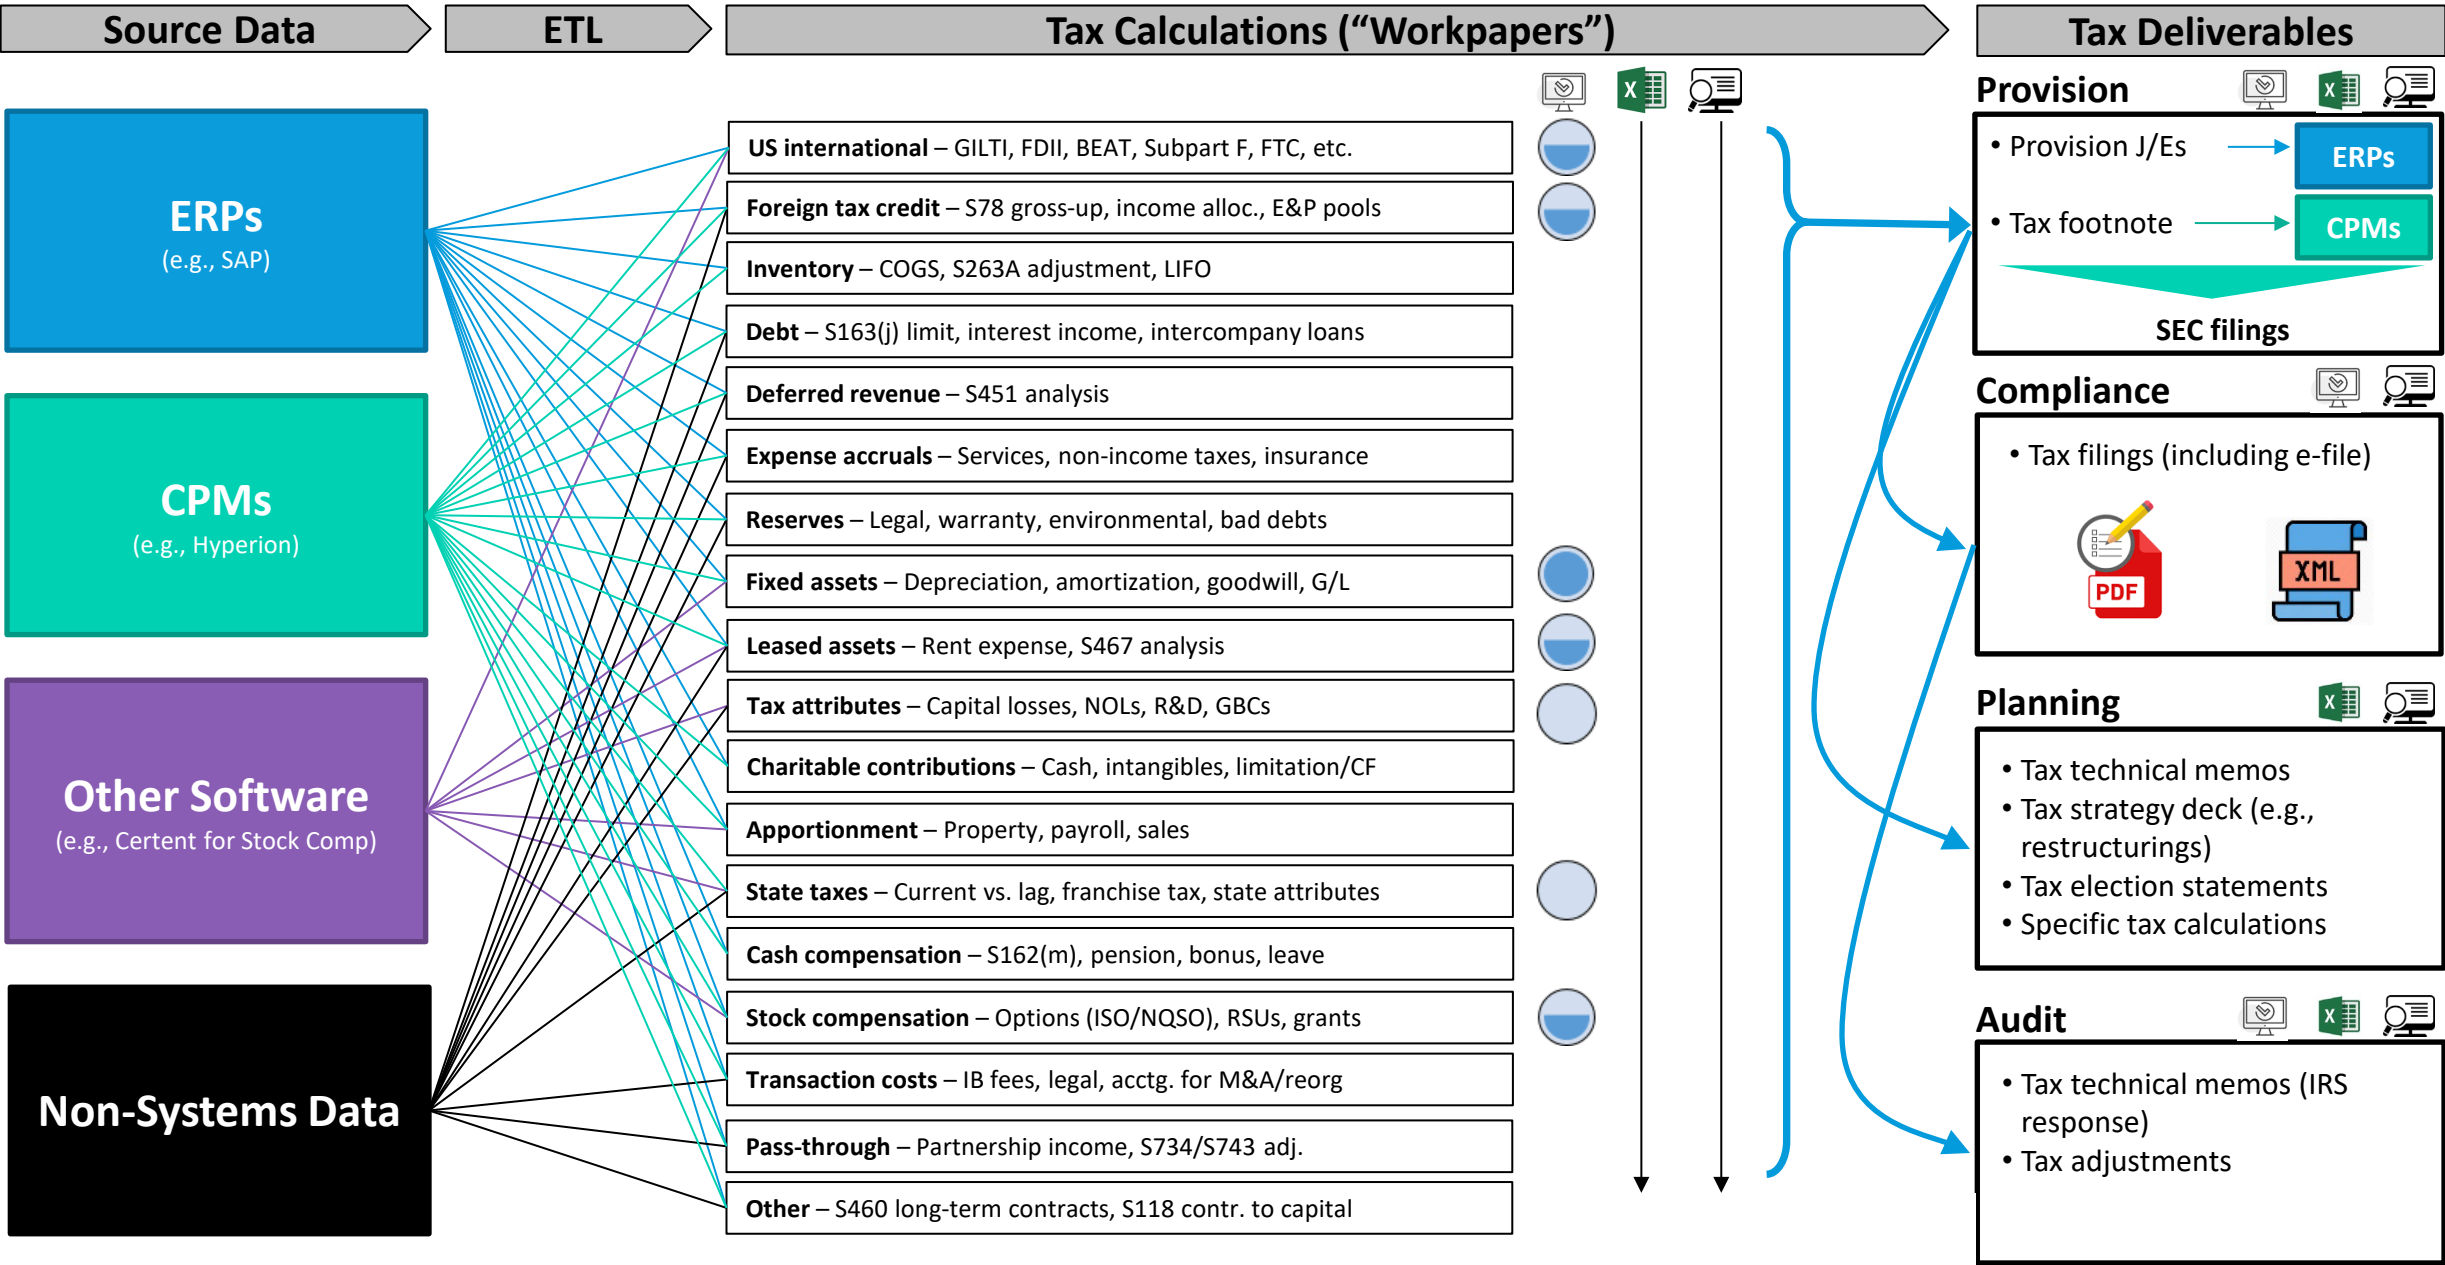 Source Data
ETL
Tax Calculations (“Workpapers”)
Tax Deliverables
ERPs
(e.g., SAP)
CPMs
(e.g., Hyperion)
Other Software
(e.g., Certent for Stock Comp)
Non-Systems Data
X
US international – GILTI, FDII, BEAT, Subpart F, FTC, etc.
Foreign tax credit – S78 gross-up, income alloc., E&P pools
Inventory – COGS, S263A adjustment, LIFO
Debt – S163(j) limit, interest income, intercompany loans
Deferred revenue – S451 analysis
Expense accruals – Services, non-income taxes, insurance
Reserves – Legal, warranty, environmental, bad debts
Fixed assets – Depreciation, amortization, goodwill, G/L
Leased assets – Rent expense, S467 analysis
Tax attributes – Capital losses, NOLs, R&D, GBCs
Charitable contributions – Cash, intangibles, limitation/CF
Apportionment – Property, payroll, sales
State taxes – Current vs. lag, franchise tax, state attributes
Cash compensation – S162(m), pension, bonus, leave
Stock compensation – Options (ISO/NQSO), RSUs, grants
Transaction costs – IB fees, legal, acctg. for M&A/reorg
Pass-through – Partnership income, S734/S743 adj.
Other – S460 long-term contracts, S118 contr. to capital
Provision
X
• Provision J/Es
ERPs
• Tax footnote
CPMs
SEC filings
Compliance
• Tax filings (including e-file)
PDF
XML
Planning
X
• Tax technical memos
• Tax strategy deck (e.g.,
restructurings)
• Tax election statements
• Specific tax calculations
Audit
X
• Tax technical memos (IRS
response)
• Tax adjustments